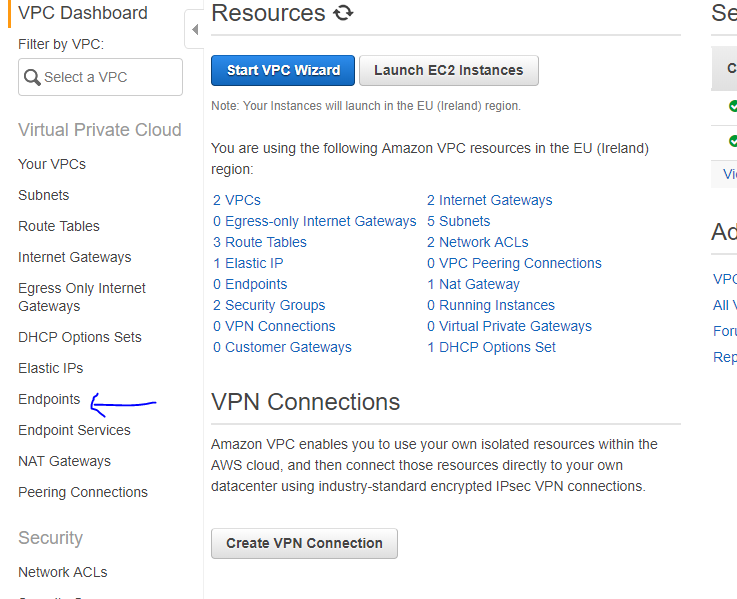 VPC Dashboard
Filter by VPC:
Select a VPC
Virtual Private Cloud
Your VPCs
Subnets
Route Tables
Internet Gateways
Egress Only Internet
Gateways
DHCP Options Sets
Elastic IPs
Endpoints
Endpoint Services
NAT Gateways
Peering Connections
Security
Network ACLs
Resources
Start VPC Wizard
Launch EC2 Instances
Note: Your Instances will launch in the EU (Ireland) region.
You are using the following Amazon VPC resources in the EU (Ireland)
region:
2 VPCs
2 Internet Gateways
0 Egress-only Internet Gateways
5 Subnets
3 Route Tables
2 Network ACLs
1 Elastic IP
0 VPC Peering Connections
0 Endpoints
1 Nat Gateway
2 Security Groups
0 Running Instances
0 VPN Connections
0 Virtual Private Gateways
0 Customer Gateways
1 DHCP Options Set
VPN Connections
Amazon VPC enables you to use your own isolated resources within the
AWS cloud, and then connect those resources directly to your own
datacenter using industry-standard encrypted IPsec VPN connections.
Create VPN Connection
Se
C
Vi
Ad
VPC
All V
Foru
Rep